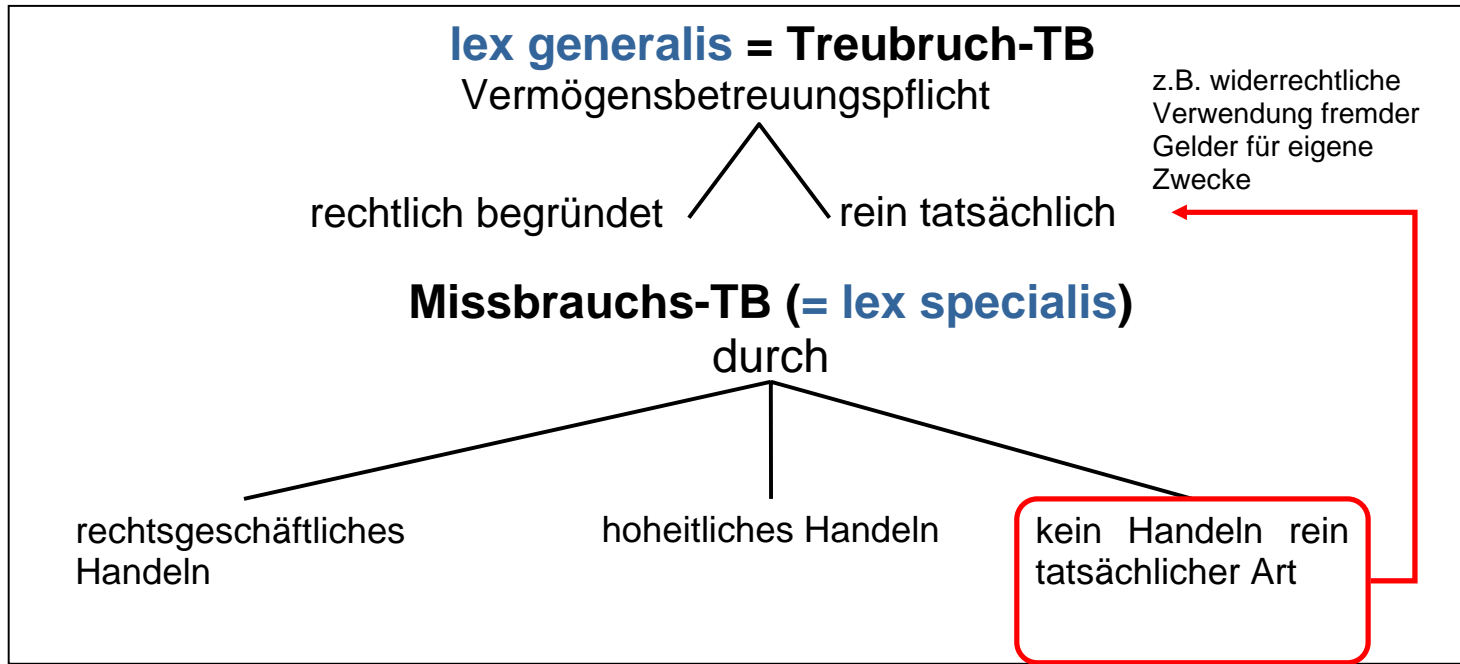 lex generalis = Treubruch-TB
Vermögensbetreuungspflicht
z.B. widerrechtliche
Verwendung fremder
Gelder für eigene
Zwecke
rechtlich begründet
rein tatsächlich
Missbrauchs-TB (= lex specialis)
durch
rechtsgeschäftliches
Handeln
hoheitliches Handeln
kein Handeln rein
tatsächlicher Art